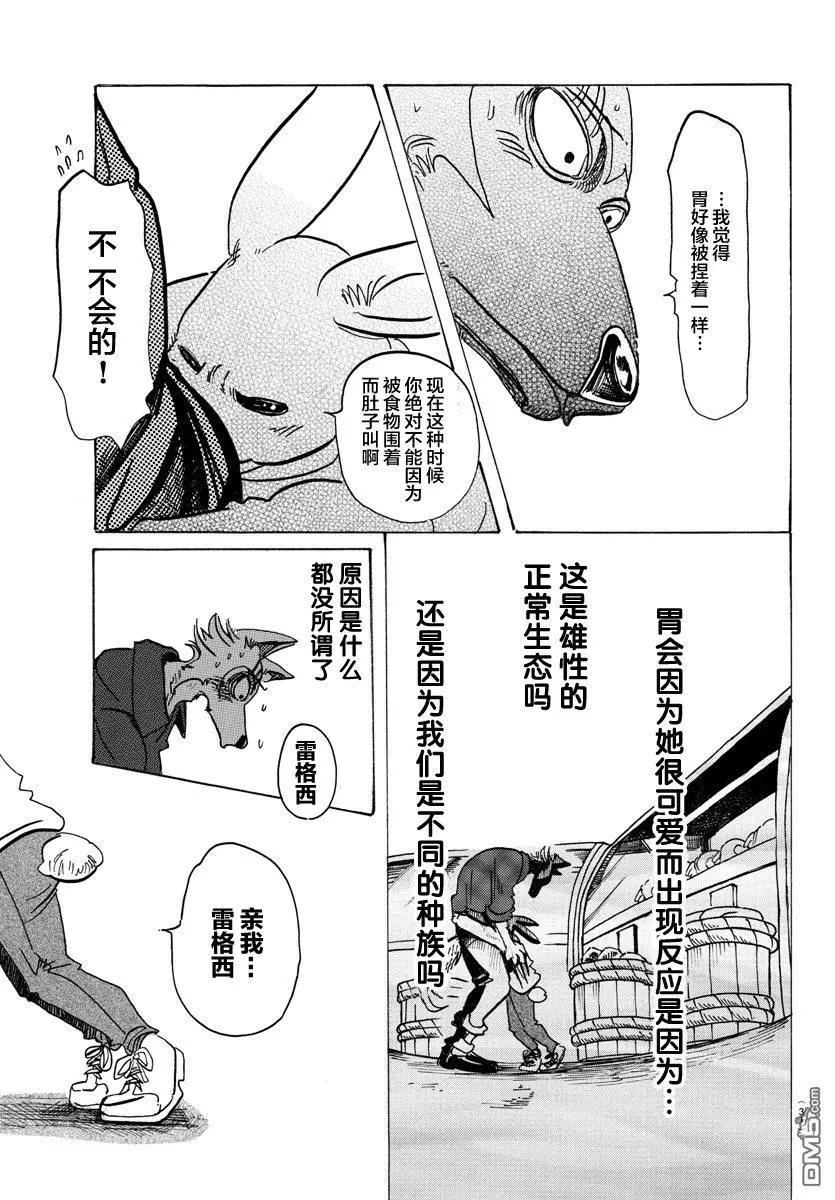 …我觉得
胃好像被捏着一样…
现在这种时候
你绝对不能因为
被食物围着
而肚子叫啊
不 不会的！
胃会因为她很可爱而出现反应是因为…
这是雄性的
正常生态吗
还是因为我们是不同的种族吗
原因是什么
都没所谓了
雷格西
亲我…
雷格西
DM5.com